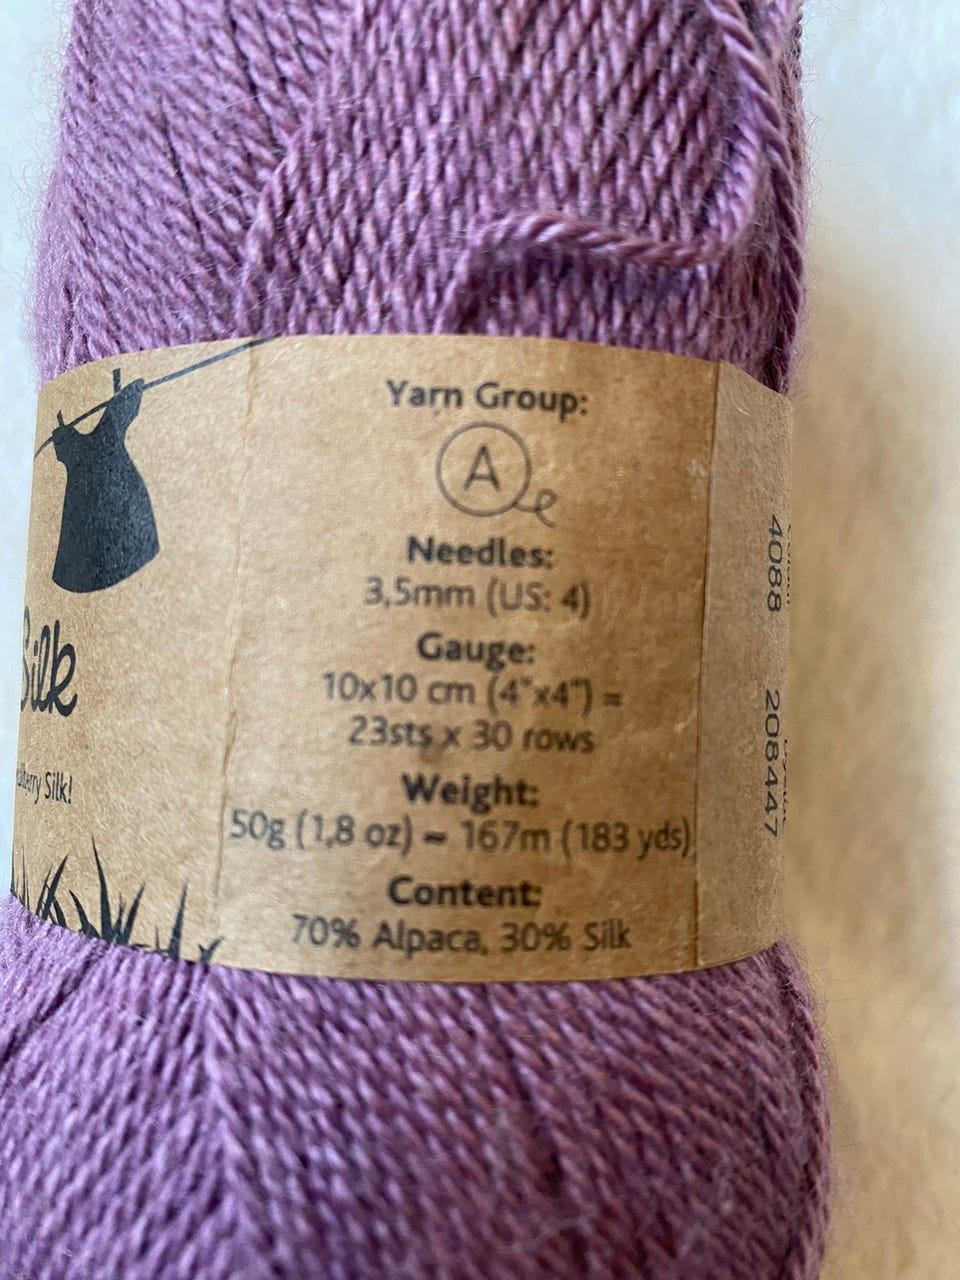 Yarn Group:
A
Needles:
3,5mm (US: 4)
Gauge:
10x10 cm (4"x4") =
23sts x 30 rows
Weight:
50g (1,8 oz) ~ 167m (183 yds)
Content:
70% Alpaca, 30% Silk
Silk
Silk!
4088
208447